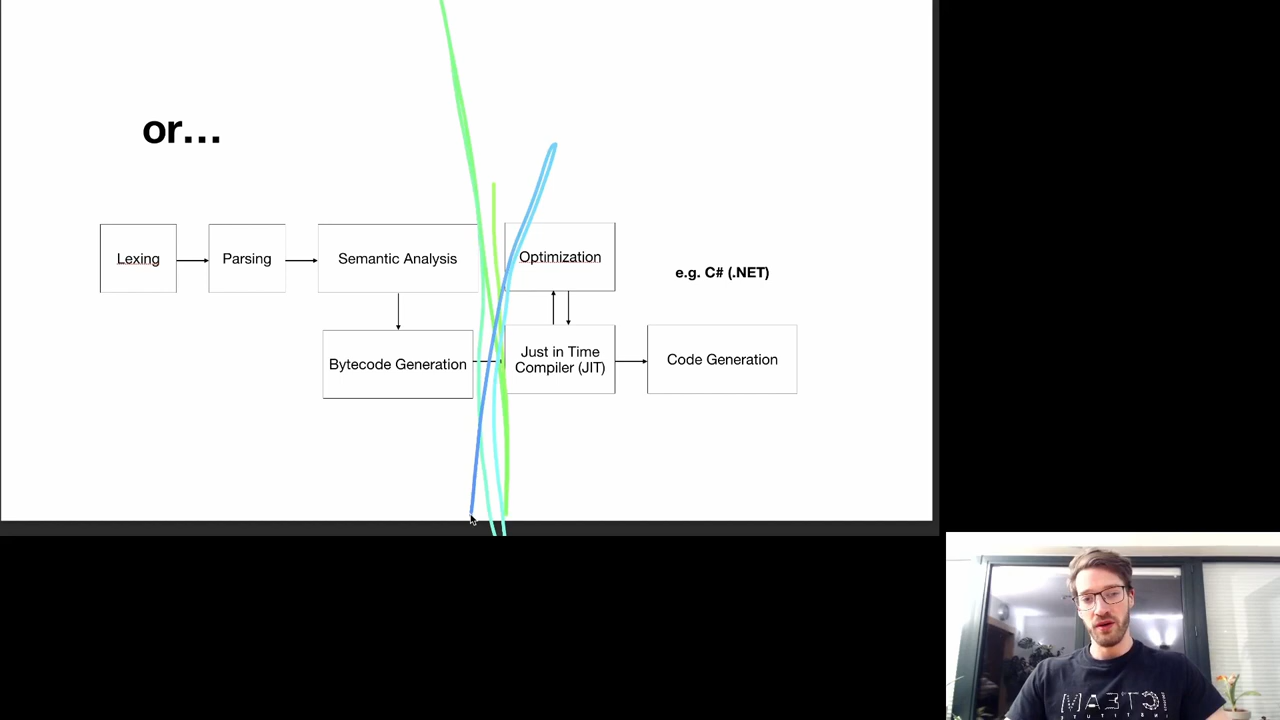 or...
Lexing
Parsing
Semantic Analysis
Optimization
e.g. C# (.NET)
Bytecode Generation
Just in Time
Compiler (JIT)
Code Generation